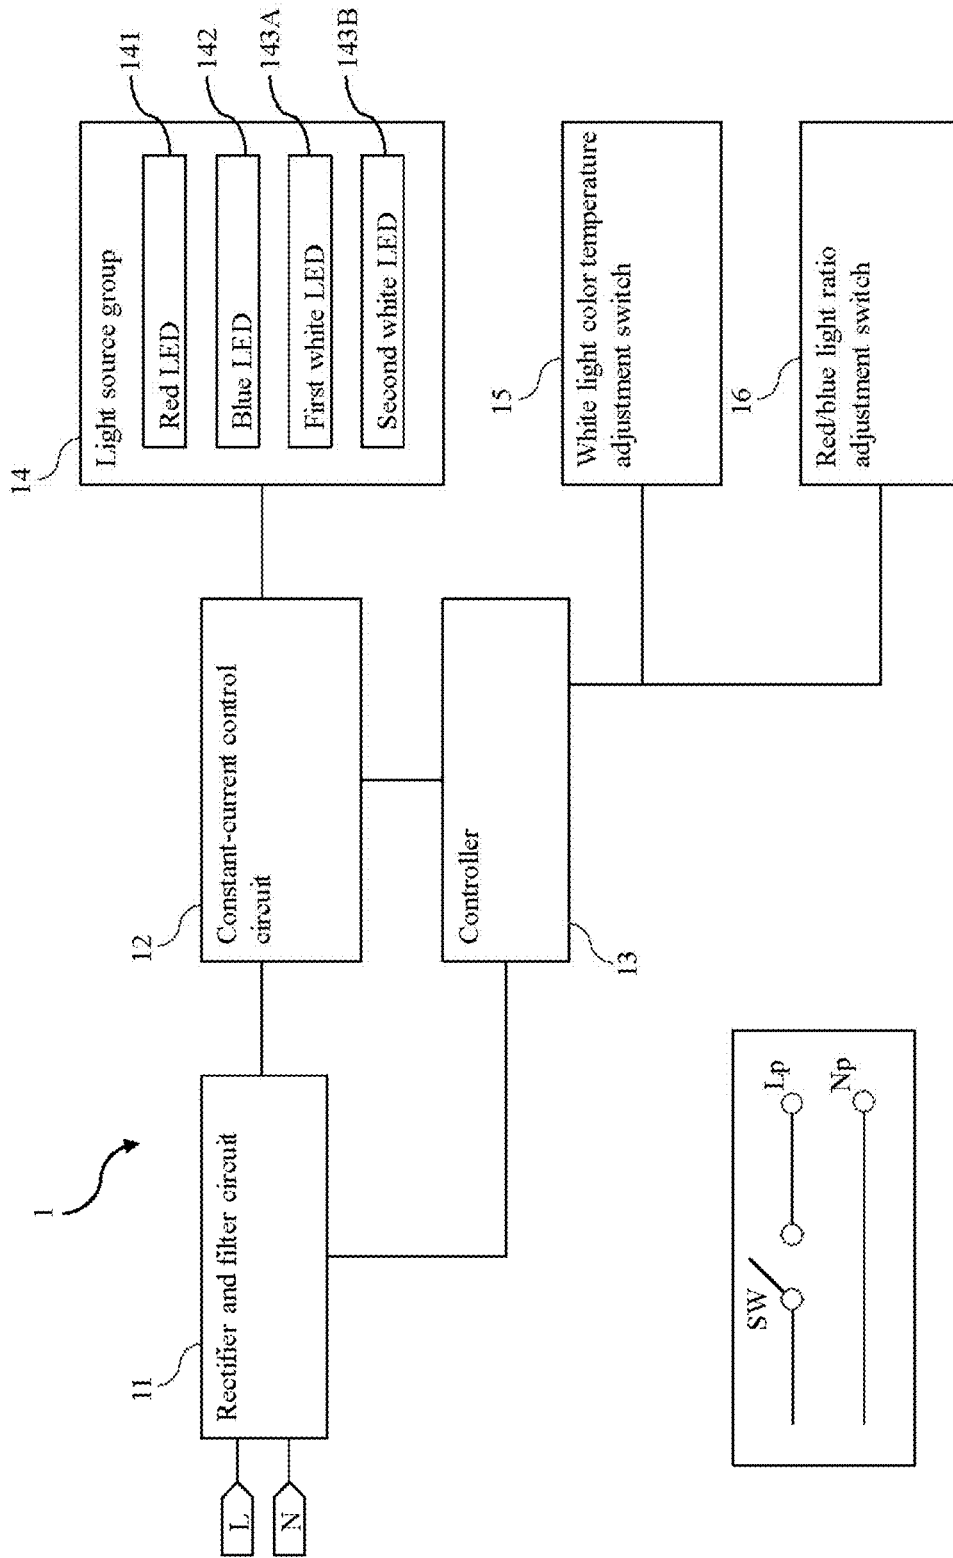 1
L
N
11
Rectifier and filter circuit
12
Constant-current control
circuit
13
Controller
14
Light source group
Red LED
141
Blue LED
142
First white LED
143A
Second white LED
143B
15
White light color temperature
adjustment switch
16
Red/blue light ratio
adjustment switch
SW
Lp
Np